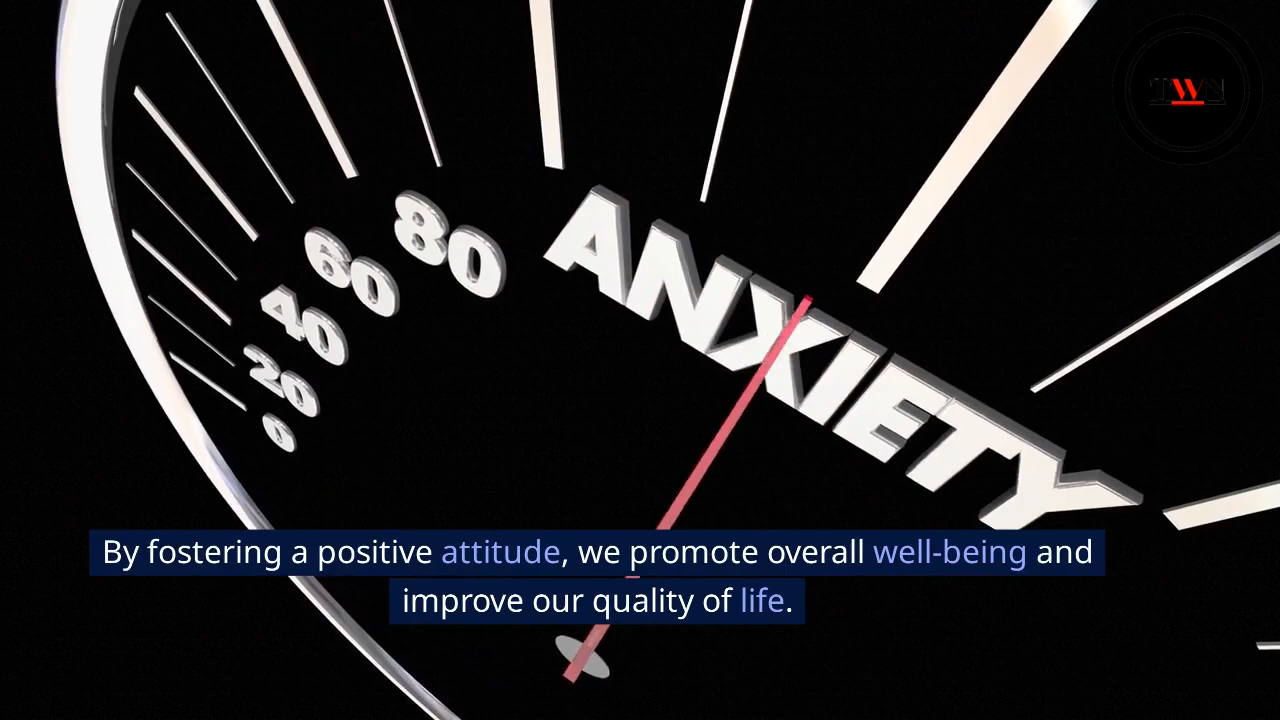 TWN
80
60
40
20
0
ANXIETY
By fostering a positive attitude, we promote overall well-being and
improve our quality of life.